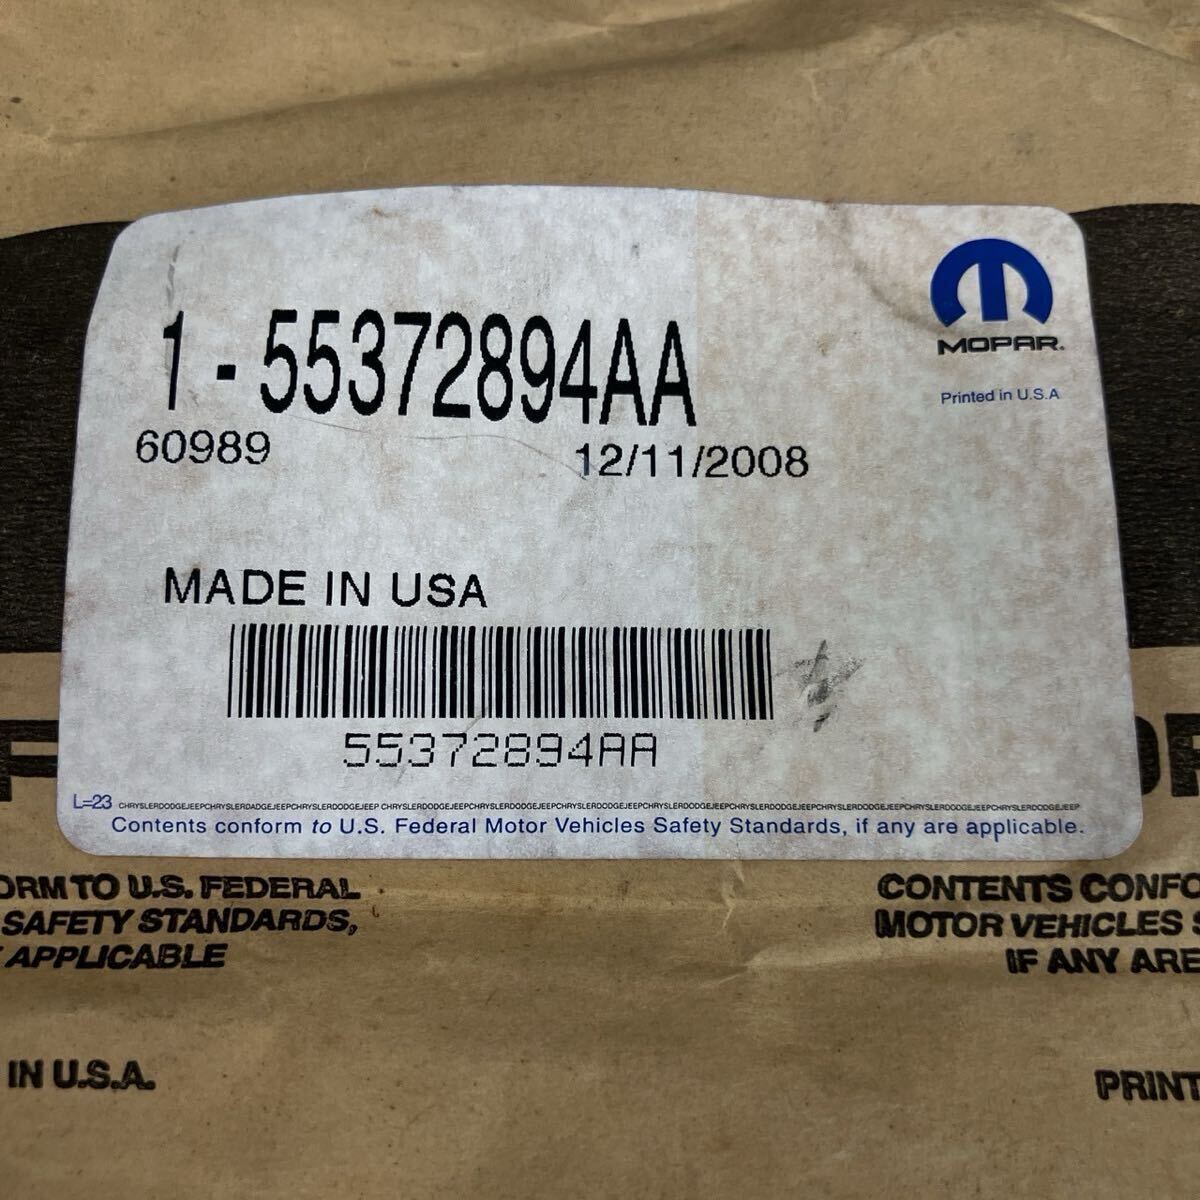 MOPAR.
Printed in U.S.A
1-55372894AA
60989 12/11/2008
MADE IN USA
55372894AA
L=23 CHRYSLERDODGEJEEPCHRYSLERDADGEJEEPCHRYSLERDODGEJEEP CHRYSLERDODGEJEEPCHRYSLERDODGEJEEPCHRYSLERDODGEJEEPCHRYSLERDODGEJEEPCHRYSLERDODGEJEEPCHRYSLERDODGEJEEP
Contents conform to U.S. Federal Motor Vehicles Safety Standards, if any are applicable.
ORM TO U.S. FEDERAL
SAFETY STANDARDS,
APPLICABLE
IN U.S.A.
CONTENTS CONFO
MOTOR VEHICLES S
IF ANY ARE
PRINT